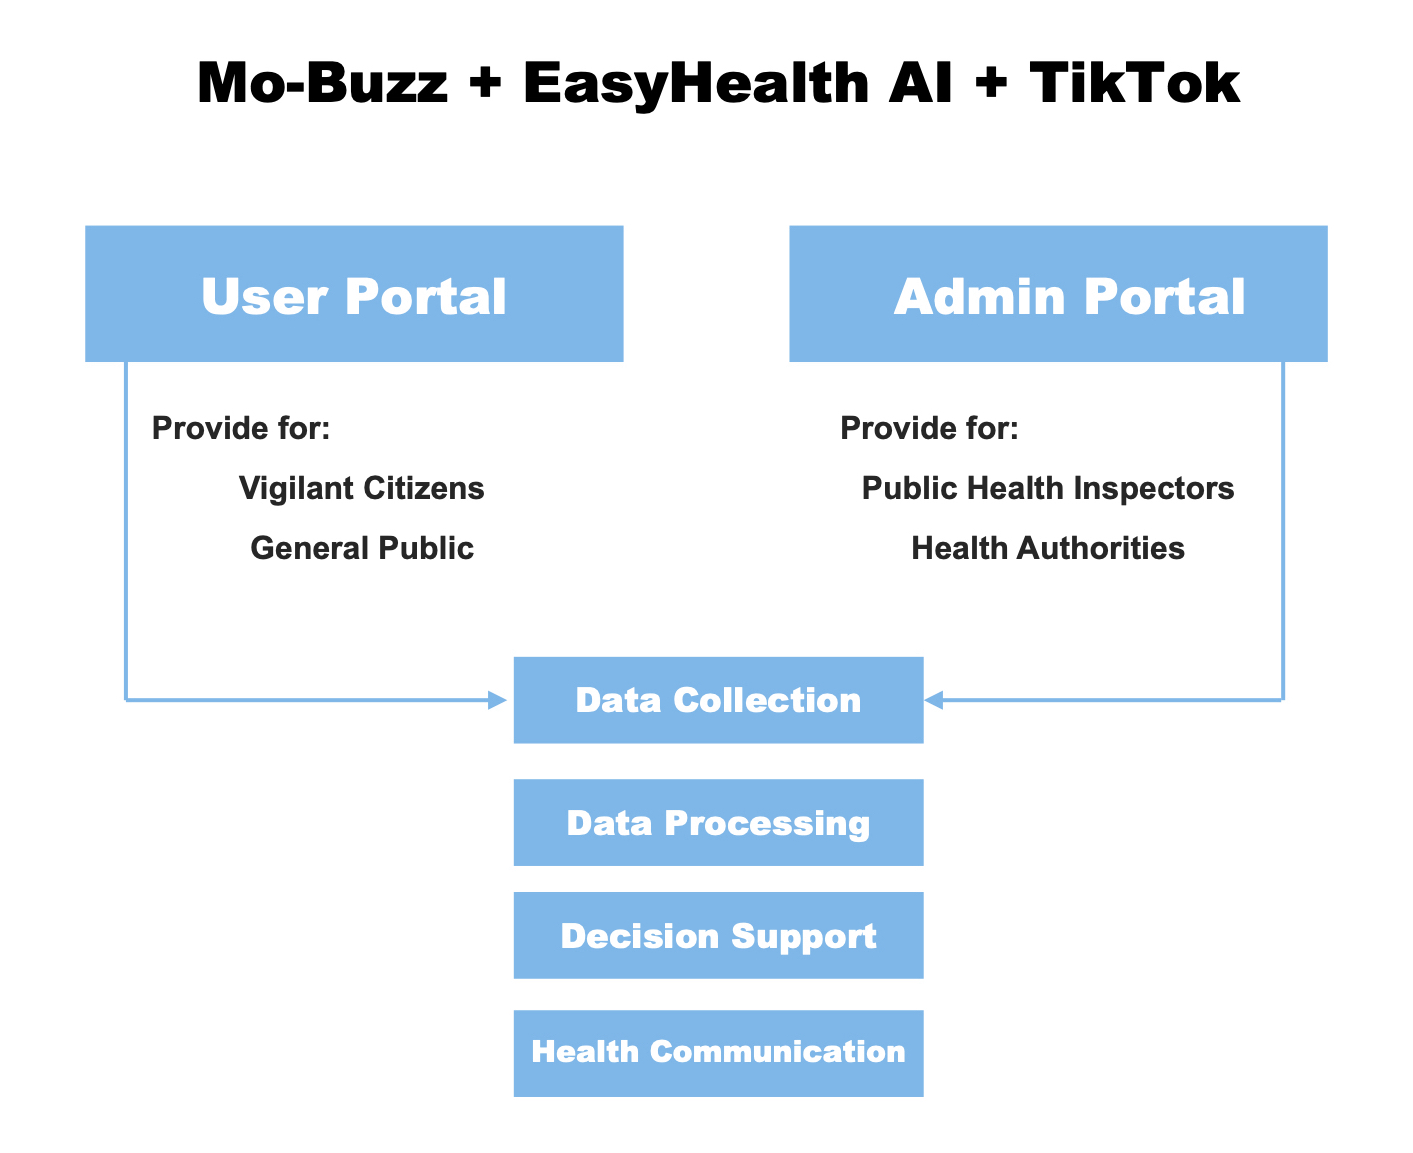 Mo-Buzz + EasyHealth AI + TikTok
User Portal
Provide for:
Vigilant Citizens
General Public
Admin Portal
Provide for:
Public Health Inspectors
Health Authorities
Data Collection
Data Processing
Decision Support
Health Communication